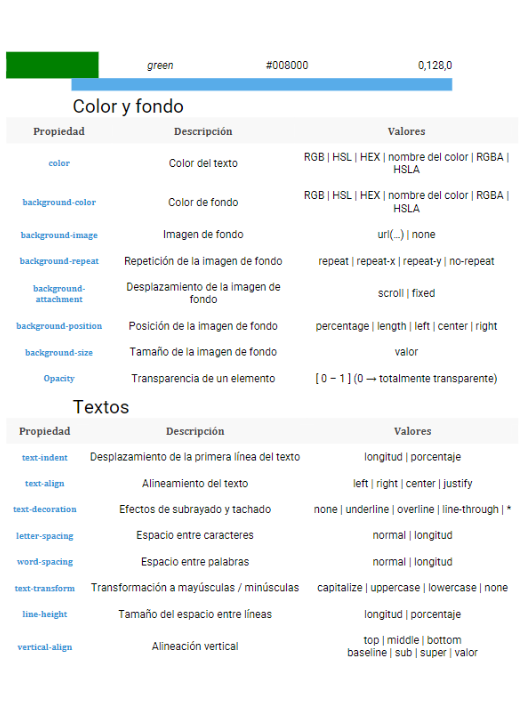 green #008000 0,128,0
Color y fondo
Propiedad Descripción Valores
color Color del texto RGB | HSL | HEX | nombre del color | RGBA |
HSLA
background-color Color de fondo RGB | HSL | HEX | nombre del color | RGBA |
HSLA
background-image Imagen de fondo url(...) | none
background-repeat Repetición de la imagen de fondo repeat | repeat-x | repeat-y | no-repeat
background-
attachment Desplazamiento de la imagen de
fondo scroll | fixed
background-position Posición de la imagen de fondo percentage | length | left | center | right
background-size Tamaño de la imagen de fondo valor
Opacity Transparencia de un elemento [ 0 – 1 ] (0 → totalmente transparente)
Textos
Propiedad Descripción Valores
text-indent Desplazamiento de la primera línea del texto longitud | porcentaje
text-align Alineamiento del texto left | right | center | justify
text-decoration Efectos de subrayado y tachado none | underline | overline | line-through | *
letter-spacing Espacio entre caracteres normal | longitud
word-spacing Espacio entre palabras normal | longitud
text-transform Transformación a mayúsculas / minúsculas capitalize | uppercase | lowercase | none
line-height Tamaño del espacio entre líneas longitud | porcentaje
vertical-align Alineación vertical top | middle | bottom
baseline | sub | super | valor